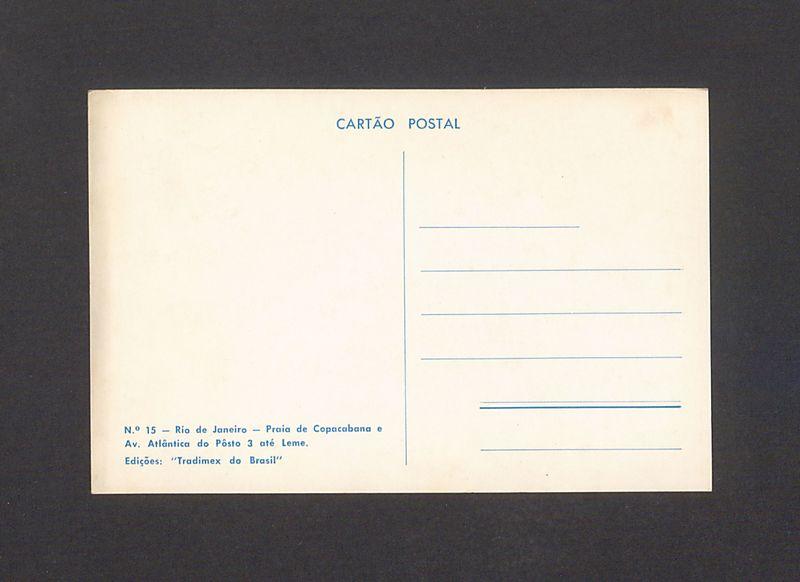 CARTÃO POSTAL
N.º 15 — Rio de Janeiro — Praia de Copacabana e
Av. Atlântica do Pôsto 3 até Leme.
Edições: "Tradimex do Brasil"